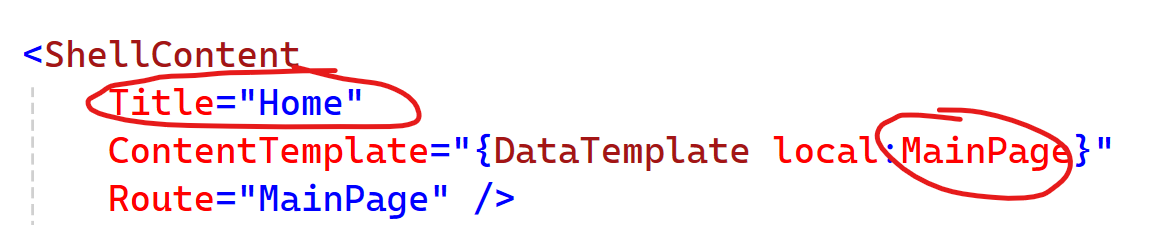 <ShellContent
Title="Home"
ContentTemplate="{DataTemplate local:MainPage}"
Route="MainPage" />